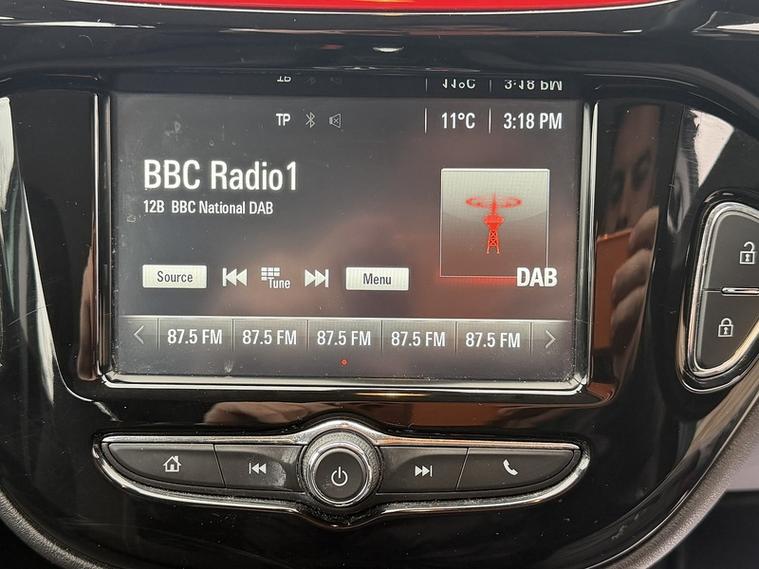 TP 11°C 3:18 PM
BBC Radio1
12B BBC National DAB
DAB
Source Tune Menu
87.5 FM 87.5 FM 87.5 FM 87.5 FM 87.5 FM